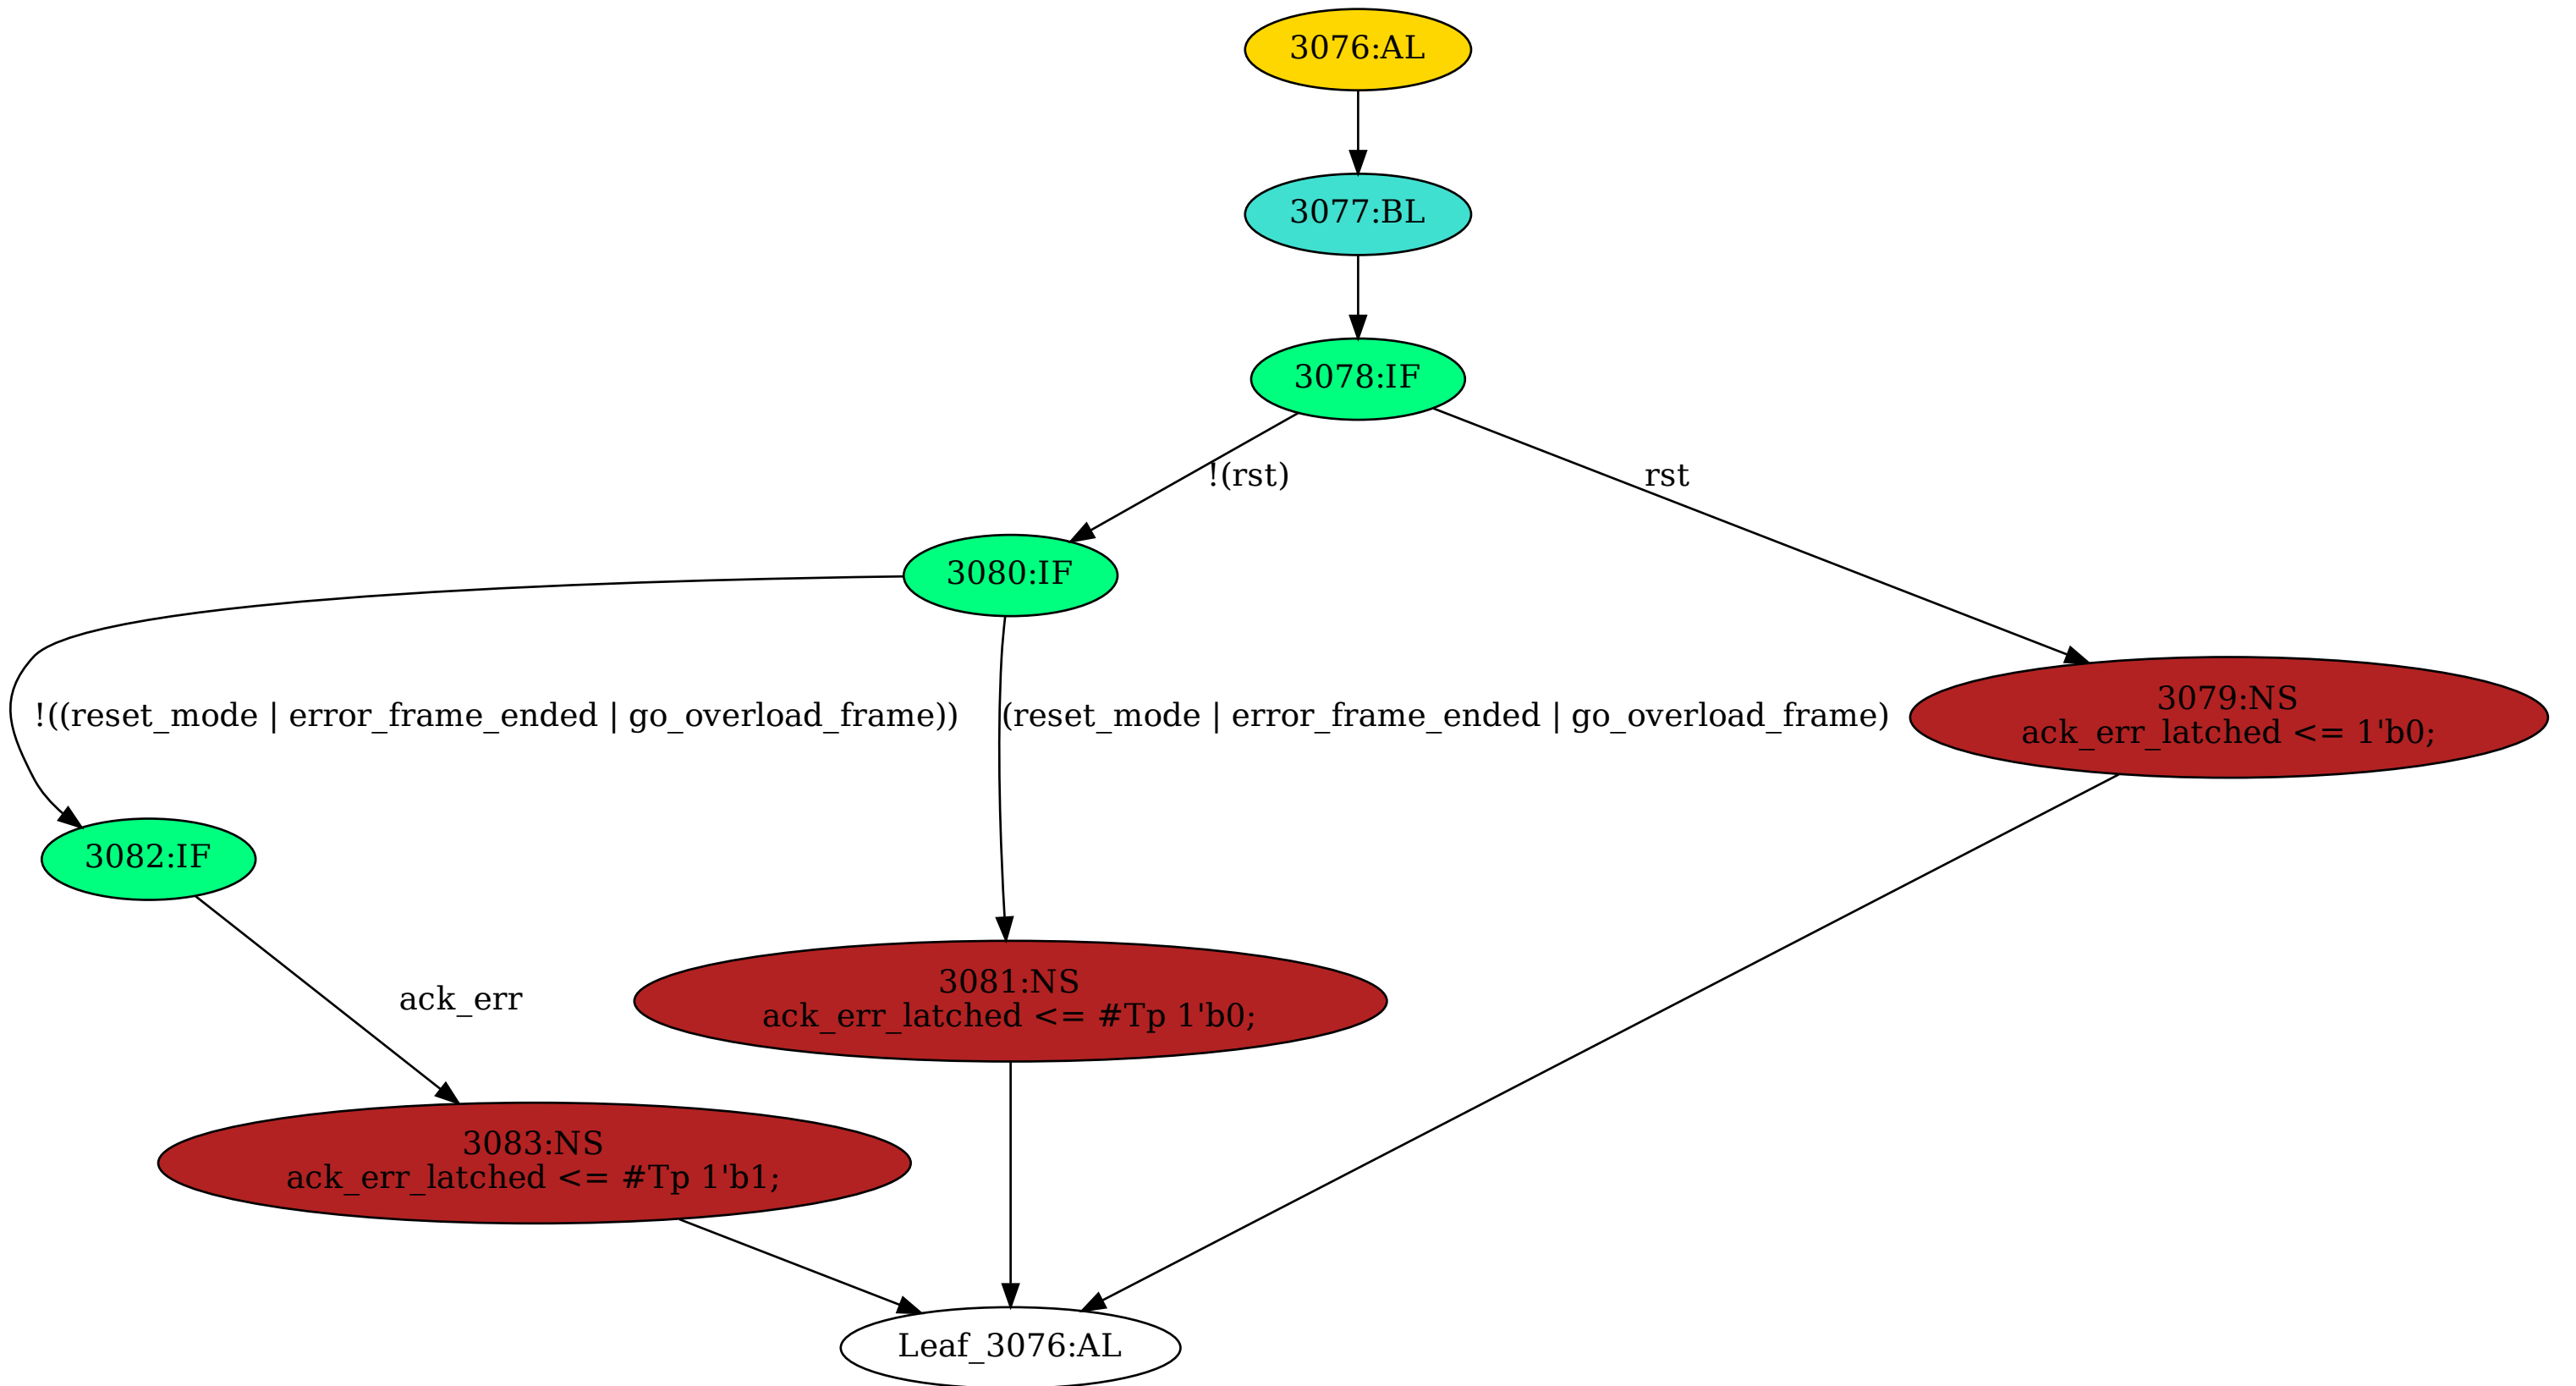 3076:AL
3077:BL
3078:IF
!(rst)
rst
3080:IF
!((reset_mode | error_frame_ended | go_overload_frame))
(reset_mode | error_frame_ended | go_overload_frame)
3079:NS
ack_err_latched <= 1'b0;
3082:IF
ack_err
3081:NS
ack_err_latched <= #Tp 1'b0;
3083:NS
ack_err_latched <= #Tp 1'b1;
Leaf_3076:AL